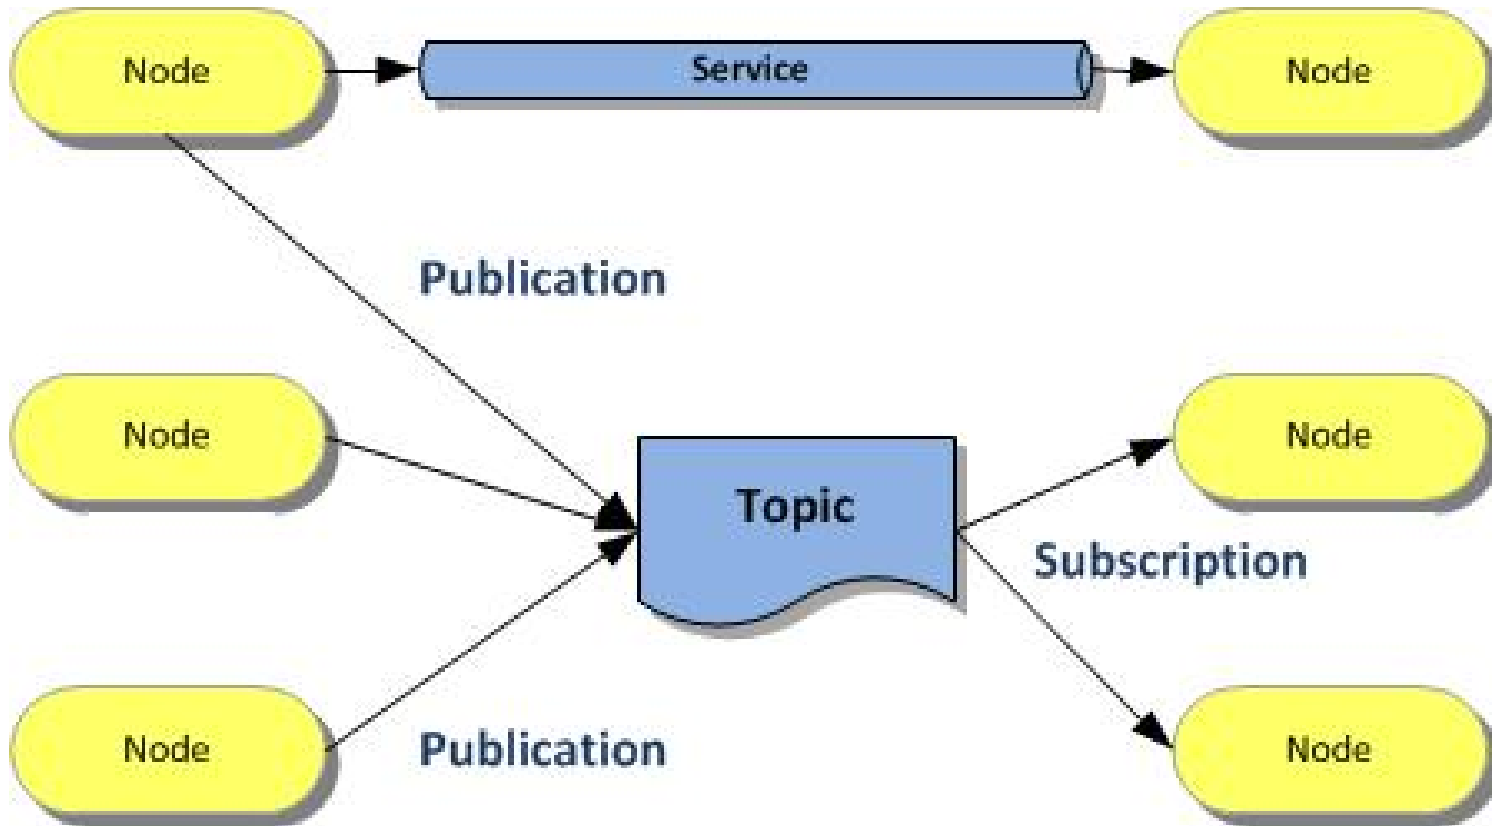 Node
Service
Node
Publication
Node
Topic
Node
Subscription
Node
Publication
Node